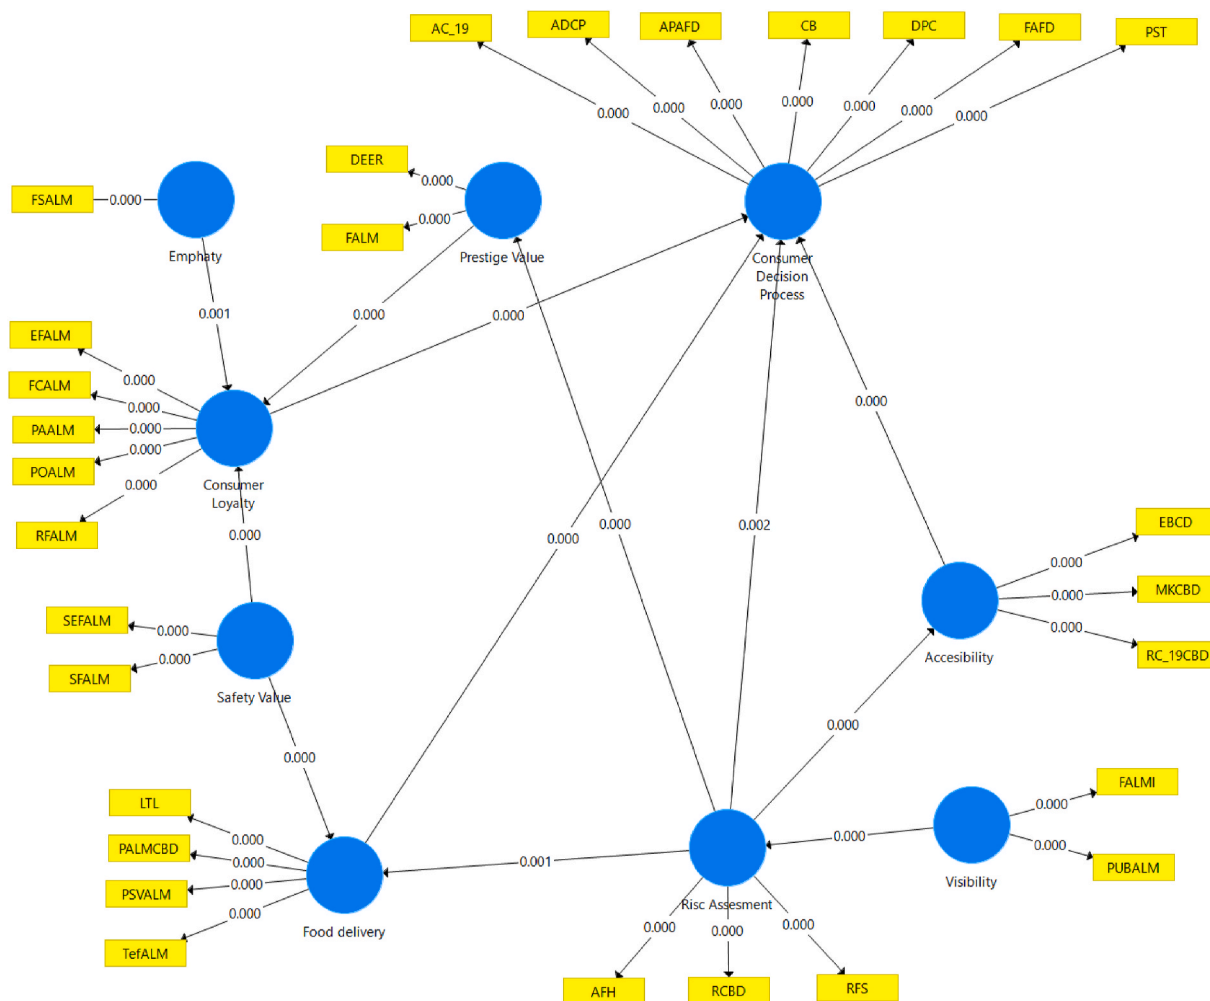 AC_19
ADCP
APAFD
CB
DPC
FAFD
PST
0.000
0.000
0.000
0.000
0.000
0.000
0.000
DEER
FALM
0.000
0.000
Prestige Value
FSALM
0.000
Emphaty
Consumer
Decision
Process
0.001
0.000
0.000
EFALM
FCALM
PAALM
POALM
RFALM
0.000
0.000
0.000
0.000
0.000
Consumer
Loyalty
0.000
0.000
0.000
0.000
0.002
EBCD
MKCBD
RC_19CBD
0.000
0.000
0.000
Accesibility
SEFALM
SFALM
0.000
0.000
Safety Value
0.000
0.000
LTL
PALMCBD
PSVALM
TefALM
0.000
0.000
0.000
0.000
Food delivery
0.001
Risc Assesment
0.000
FALMI
PUBALM
0.000
0.000
Visibility
0.000
0.000
0.000
AFH
RCBD
RFS